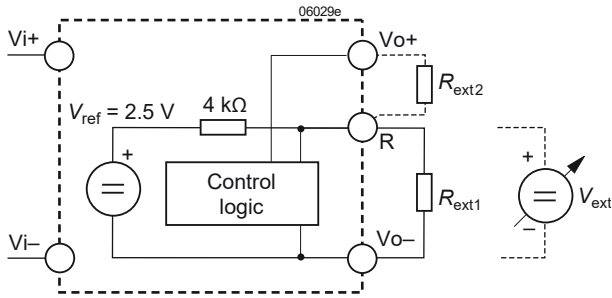 06029e
Vi+
Vo+
Rext2
Vref = 2.5 V
4 kΩ
+
R
Control
logic
Rext1
+
Vext
–
Vi–
Vo–